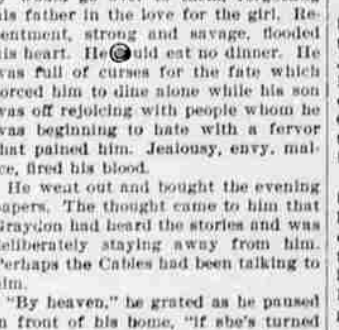 his father in the love for the girl. Re-
entment, strong and savage, flooded
his heart. He uld eat no dinner. He
was full of curses for the fate which
forced him to dine alone while his son
was off rejoicing with people whom he
was beginning to hate with a fervor
that pained him. Jealousy, envy, mal-
ce, fired his blood.
He went out and bought the evening
papers. The thought came to him that
Graydon had heard the stories and was
deliberately staying away from him.
Perhaps the Cables had been talking to
him.
"By heaven," he grated as he paused
in front of his home, "if she's turned